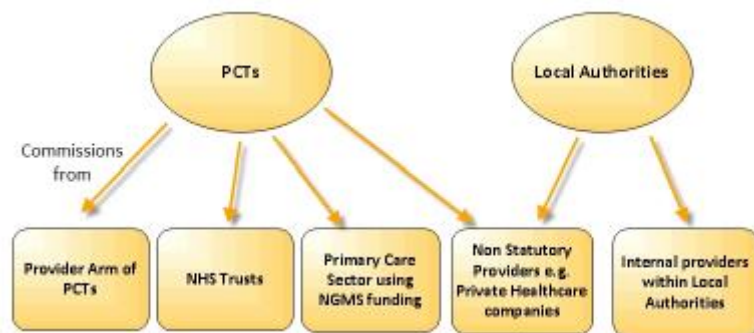 PCTs
Local Authorities
Commissions
from
Provider Arm of
PCTs
NHS Trusts
Primary Care
Sector using
NGMS funding
Non Statutory
Providers e.g.
Private Healthcare
companies
Internal providers
within Local
Authorities